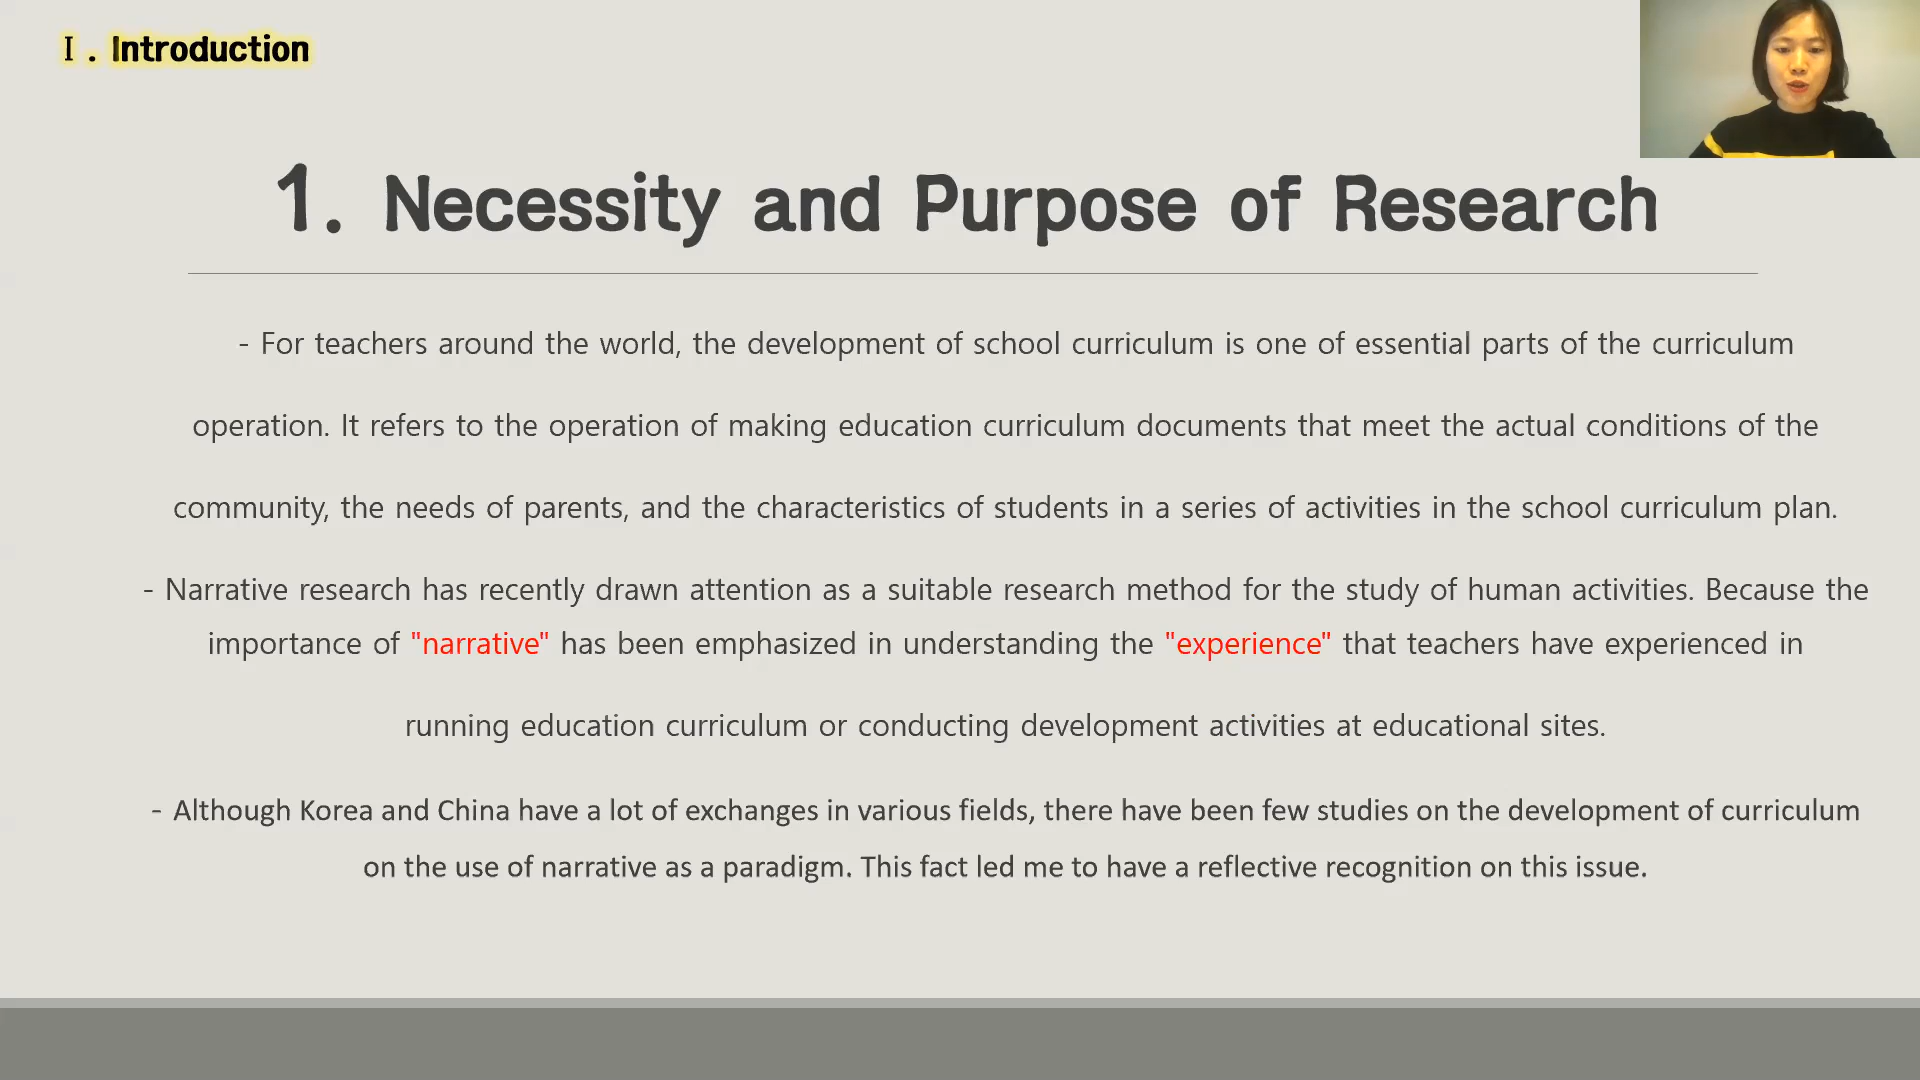 Ⅰ. Introduction
1. Necessity and Purpose of Research
- For teachers around the world, the development of school curriculum is one of essential parts of the curriculum
operation. It refers to the operation of making education curriculum documents that meet the actual conditions of the
community, the needs of parents, and the characteristics of students in a series of activities in the school curriculum plan.
- Narrative research has recently drawn attention as a suitable research method for the study of human activities. Because the
importance of "narrative" has been emphasized in understanding the "experience" that teachers have experienced in
running education curriculum or conducting development activities at educational sites.
- Although Korea and China have a lot of exchanges in various fields, there have been few studies on the development of curriculum
on the use of narrative as a paradigm. This fact led me to have a reflective recognition on this issue.